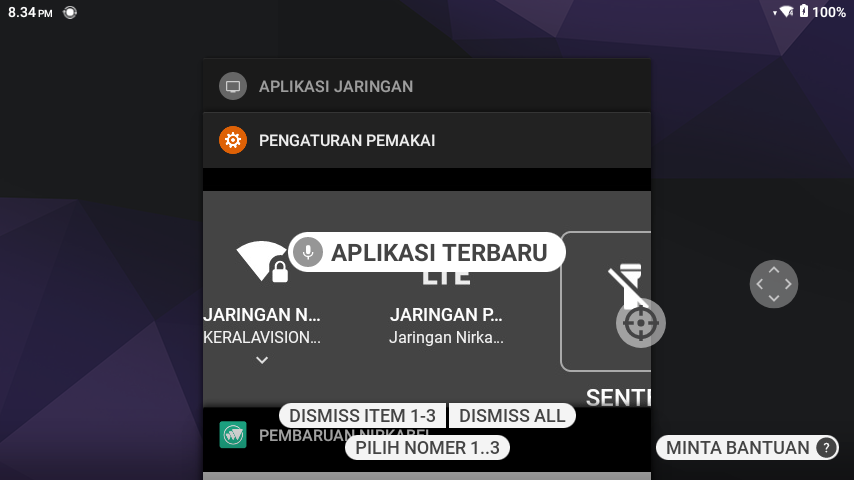 8.34 PM
100%
APLIKASI JARINGAN
PENGATURAN PEMAKAI
APLIKASI TERBARU
LTE
JARINGAN N...
JARINGAN P...
KERALAVISION...
Jaringan Nirka...
DISMISS ITEM 1-3
DISMISS ALL
PEMBARUAN NIRKABEL
PILIH NOMER 1..3
MINTA BANTUAN ?